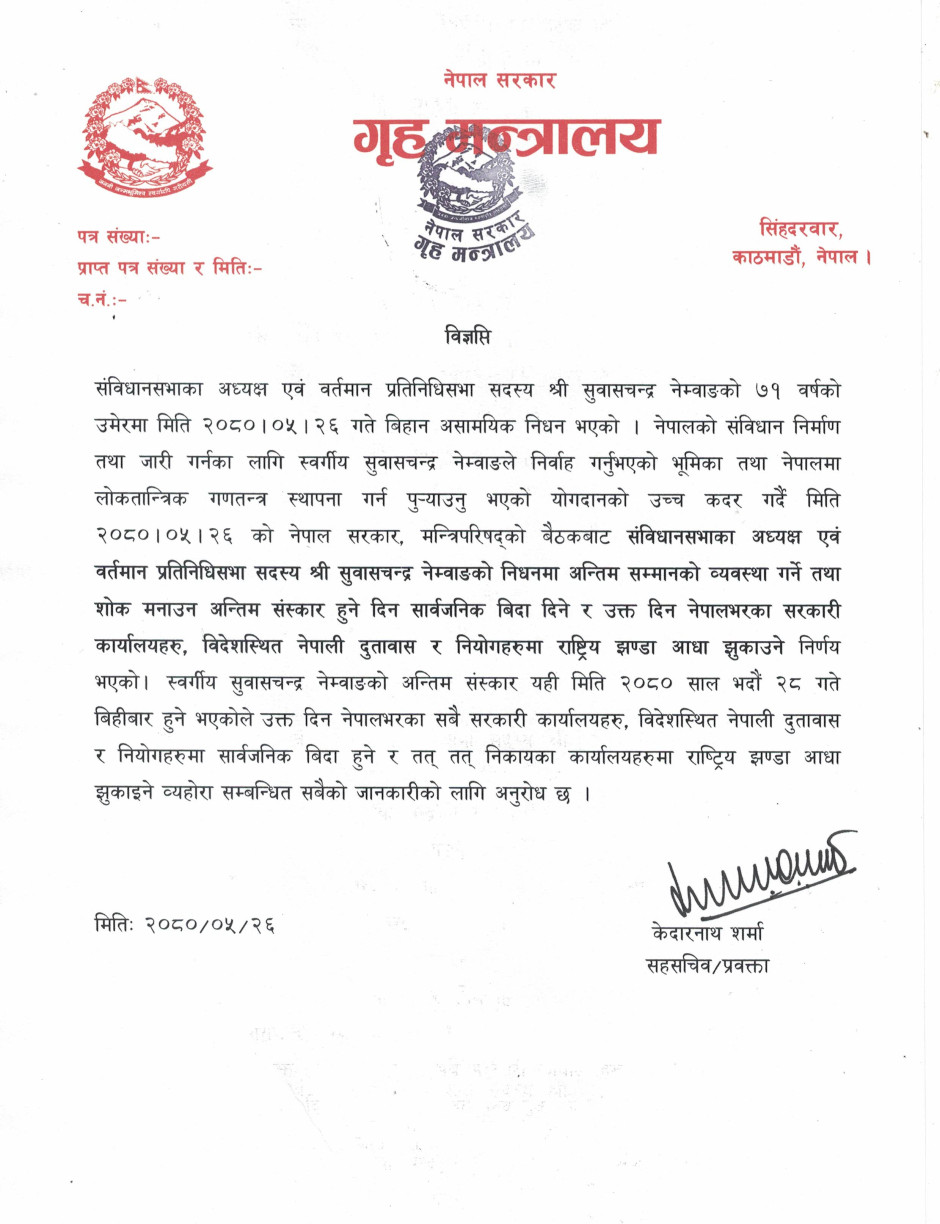 नेपाल सरकार
गृह मन्त्रालय
नेपाल सरकार
गृह मन्त्रालय
सिंहदरवार,
काठमाडौं, नेपाल ।
पत्र संख्याः-
प्राप्त पत्र संख्या र मितिः-
च.नं.ः-
विज्ञप्ति
संविधानसभाका अध्यक्ष एवं वर्तमान प्रतिनिधिसभा सदस्य श्री सुवासचन्द्र नेम्वाङको ७१ वर्षको
उमेरमा मिति २०८०।०५।२६ गते बिहान असामयिक निधन भएको । नेपालको संविधान निर्माण
तथा जारी गर्नका लागि स्वर्गीय सुवासचन्द्र नेम्वाङले निर्वाह गर्नुभएको भूमिका तथा नेपालमा
लोकतान्त्रिक गणतन्त्र स्थापना गर्न पुर्‍याउनु भएको योगदानको उच्च कदर गर्दै मिति
२०८०।०५।२६ को नेपाल सरकार, मन्त्रिपरिषद्को बैठकबाट संविधानसभाका अध्यक्ष एवं
वर्तमान प्रतिनिधिसभा सदस्य श्री सुवासचन्द्र नेम्वाङको निधनमा अन्तिम सम्मानको व्यवस्था गर्ने तथा
शोक मनाउन अन्तिम संस्कार हुने दिन सार्वजनिक बिदा दिने र उक्त दिन नेपालभरका सरकारी
कार्यालयहरु, विदेशस्थित नेपाली दुतावास र नियोगहरुमा राष्ट्रिय झण्डा आधा झुकाउने निर्णय
भएको। स्वर्गीय सुवासचन्द्र नेम्वाङको अन्तिम संस्कार यही मिति २०८० साल भदौं २८ गते
बिहीबार हुने भएकोले उक्त दिन नेपालभरका सबै सरकारी कार्यालयहरु, विदेशस्थित नेपाली दुतावास
र नियोगहरुमा सार्वजनिक बिदा हुने र तत् तत् निकायका कार्यालयहरुमा राष्ट्रिय झण्डा आधा
झुकाइने व्यहोरा सम्बन्धित सबैको जानकारीको लागि अनुरोध छ ।
मितिः २०८०/०५/२६
केदारनाथ शर्मा
सहसचिव/प्रवक्ता